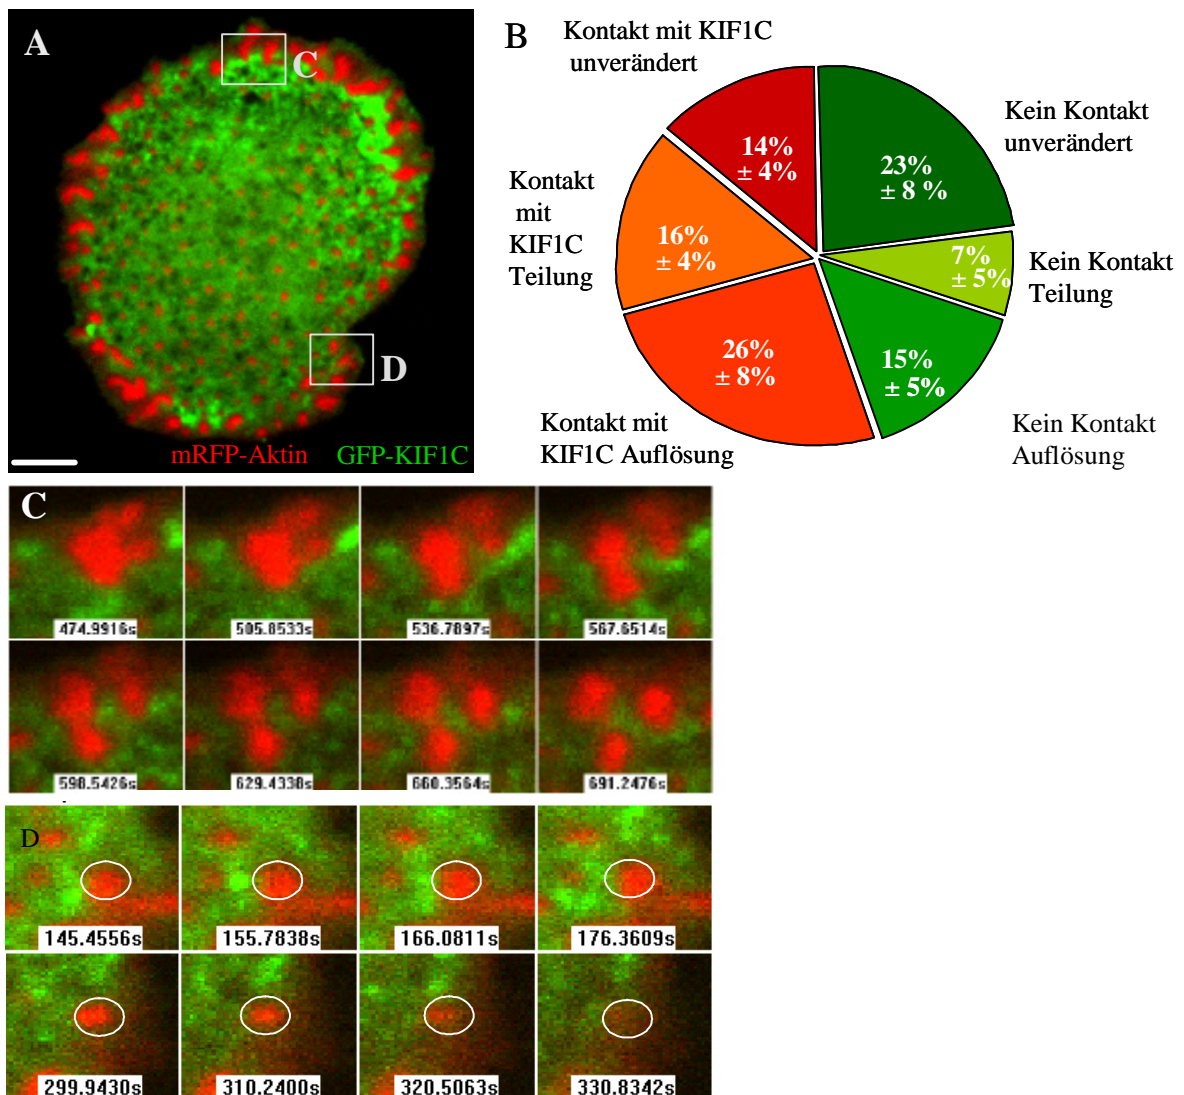 A
C
D
mRFP-Aktin GFP-KIF1C
B
Kontakt mit KIF1C
unverändert
Kein Kontakt
unverändert
Kontakt
mit
KIF1C
Teilung
Kein Kontakt
Teilung
Kontakt mit
KIF1C Auflösung
Kein Kontakt
Auflösung
14%
± 4%
23%
± 8 %
16%
± 4%
7%
± 5%
26%
± 8%
15%
± 5%
C
474.9916s 505.8533s 536.7897s 567.6514s
598.5426s 629.4338s 660.3564s 691.2476s
D
145.4556s 155.7838s 166.0811s 176.3609s
299.9430s 310.2400s 320.5063s 330.8342s